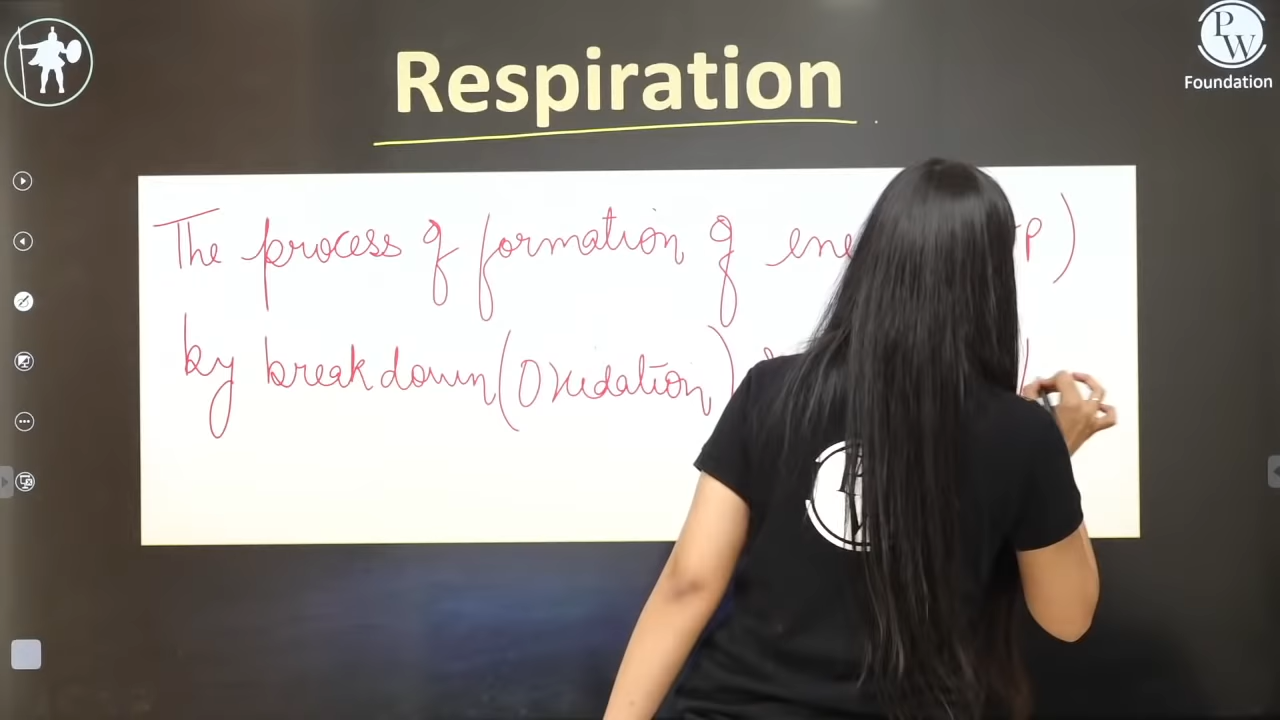 PW
Foundation
Respiration
The process of formation of ene P)
by breakdown (Oxidation)